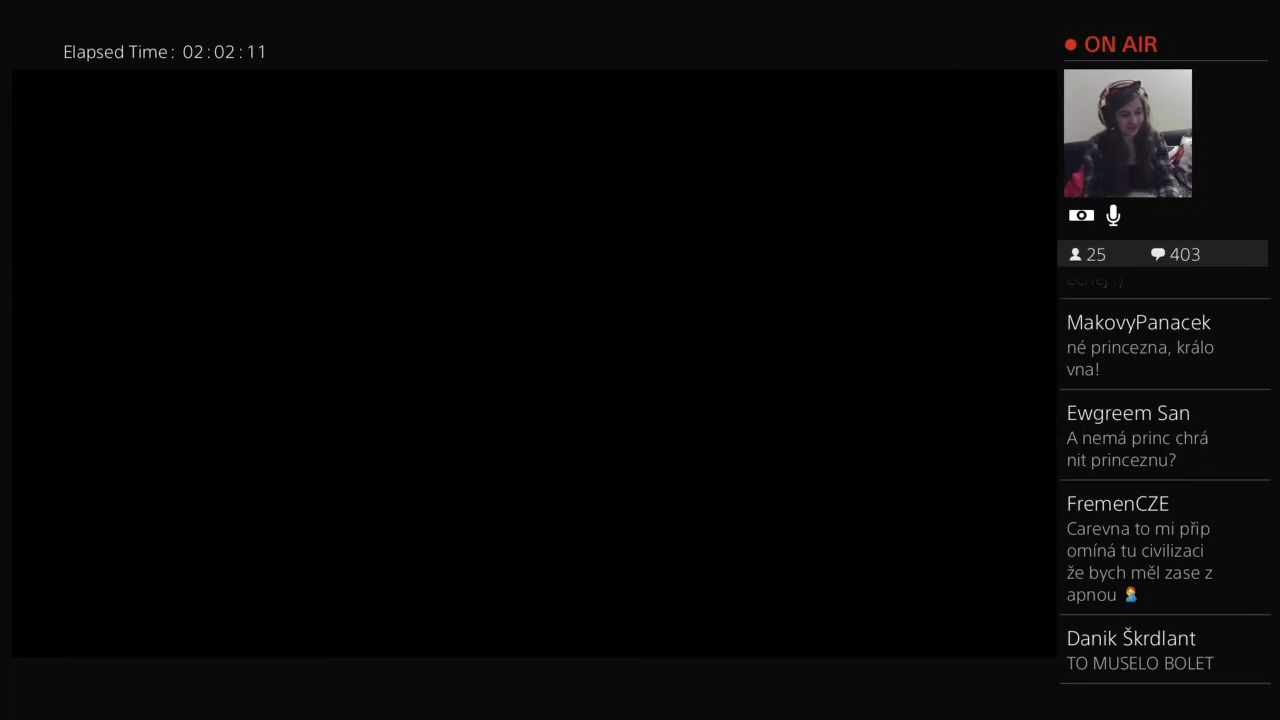 Elapsed Time: 02:02:11
ON AIR
25 403
MakovyPanacek
né princezna, králo
vna!
Ewgreem San
A nemá princ chrá
nit princeznu?
FremenCZE
Carevna to mi přip
omíná tu civilizaci
že bych měl zase z
apnou 🤦
Danik Škrdlant
TO MUSELO BOLET